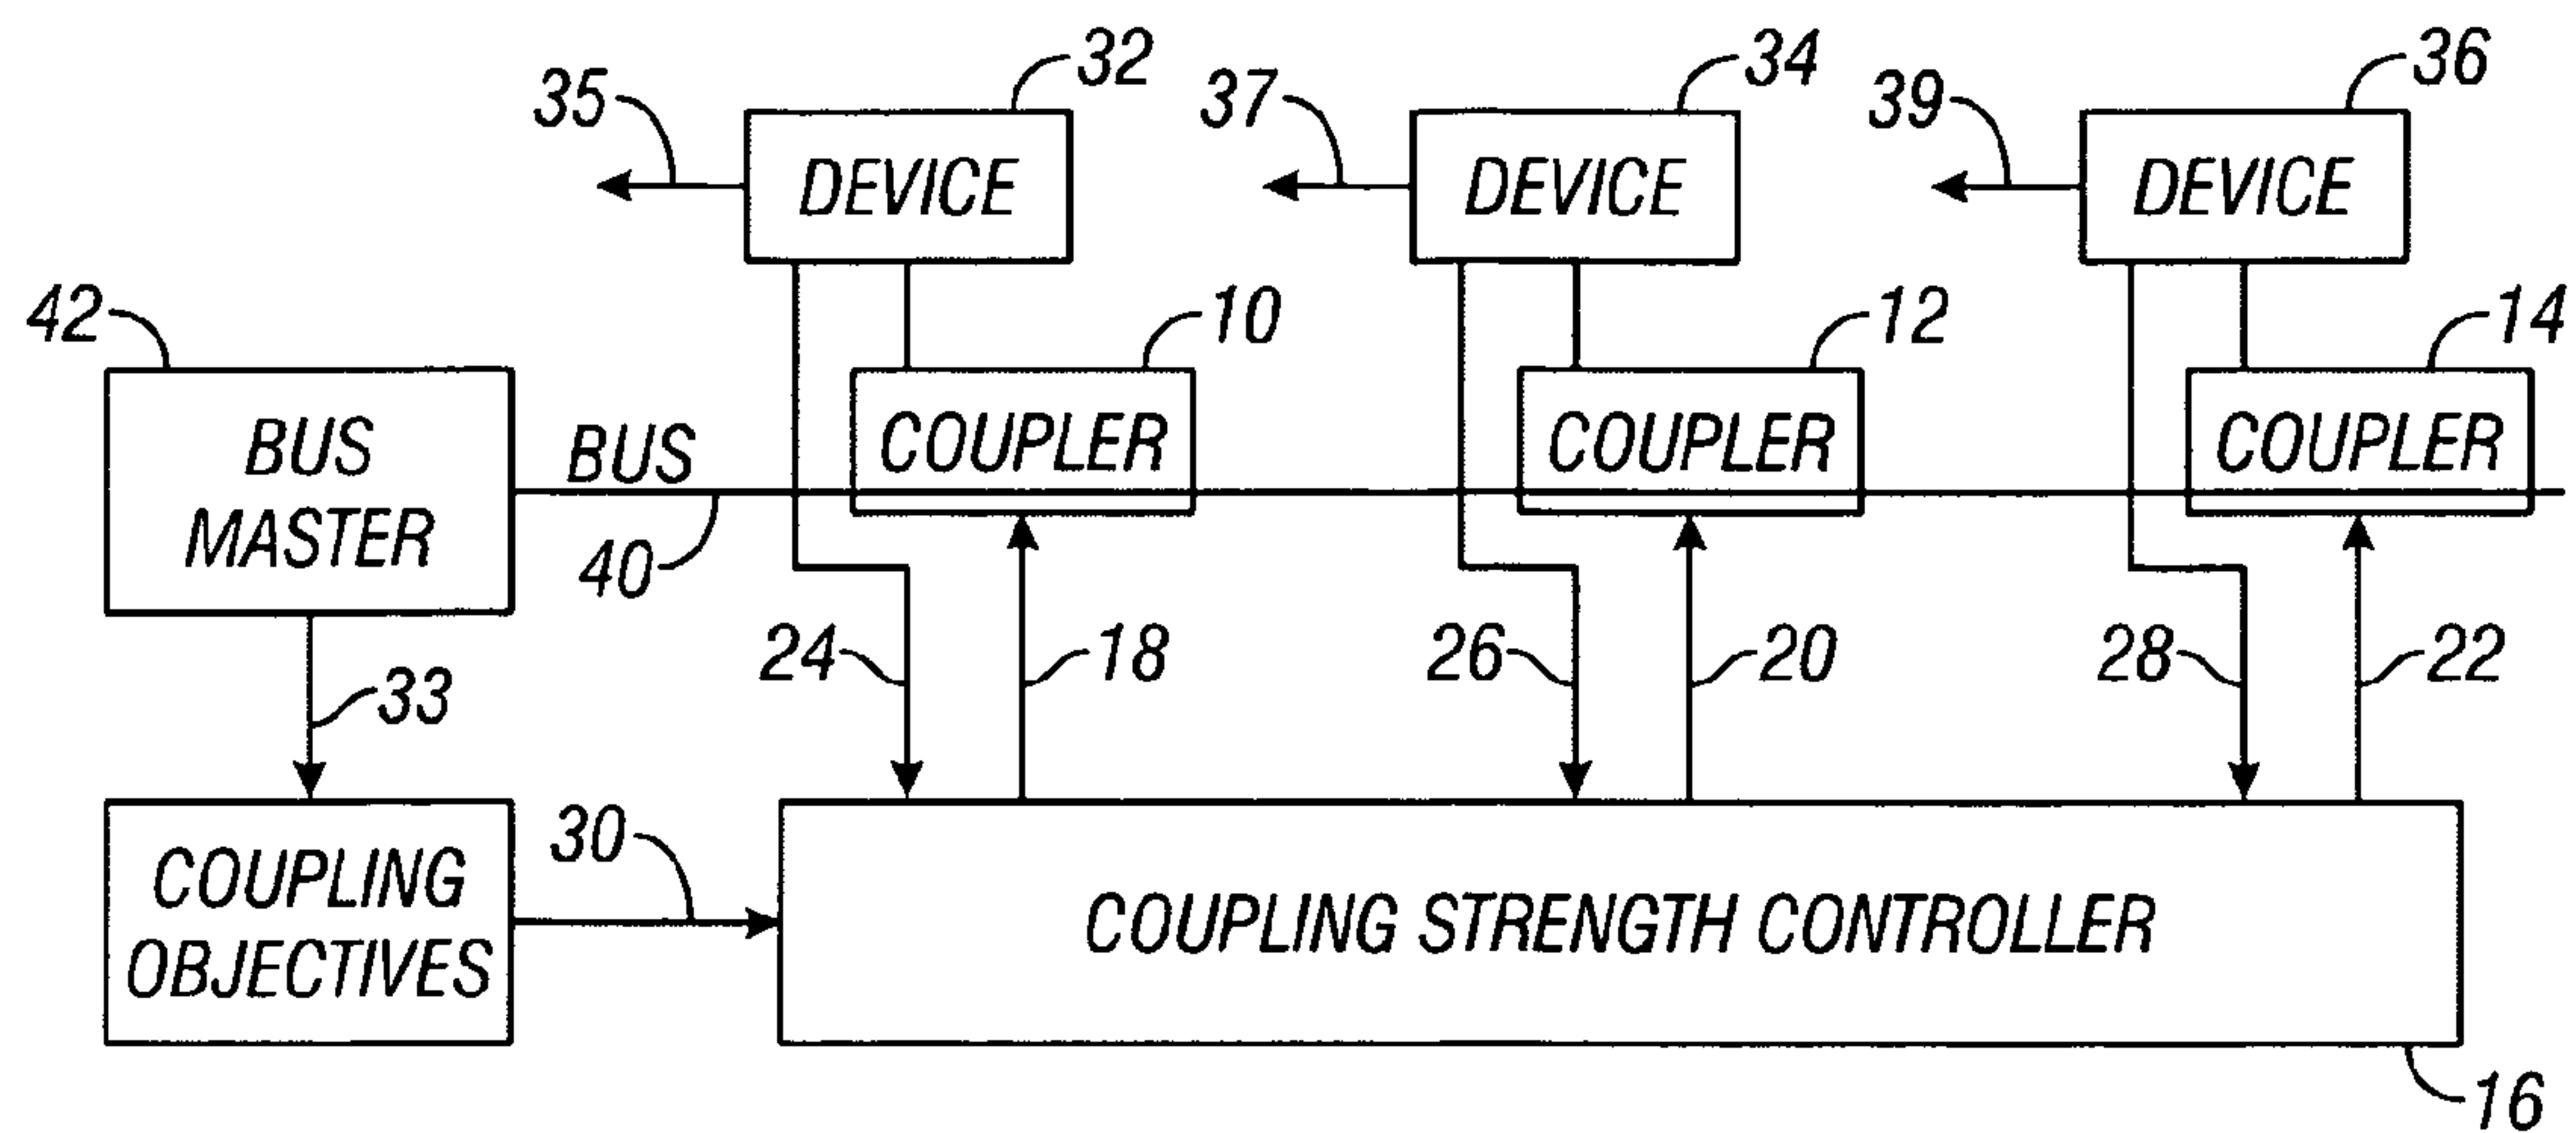 32
34
36
35
37
39
DEVICE
DEVICE
DEVICE
42
10
12
14
BUS
MASTER
BUS
COUPLER
COUPLER
COUPLER
40
24
18
26
20
28
22
33
30
COUPLING
OBJECTIVES
COUPLING STRENGTH CONTROLLER
16